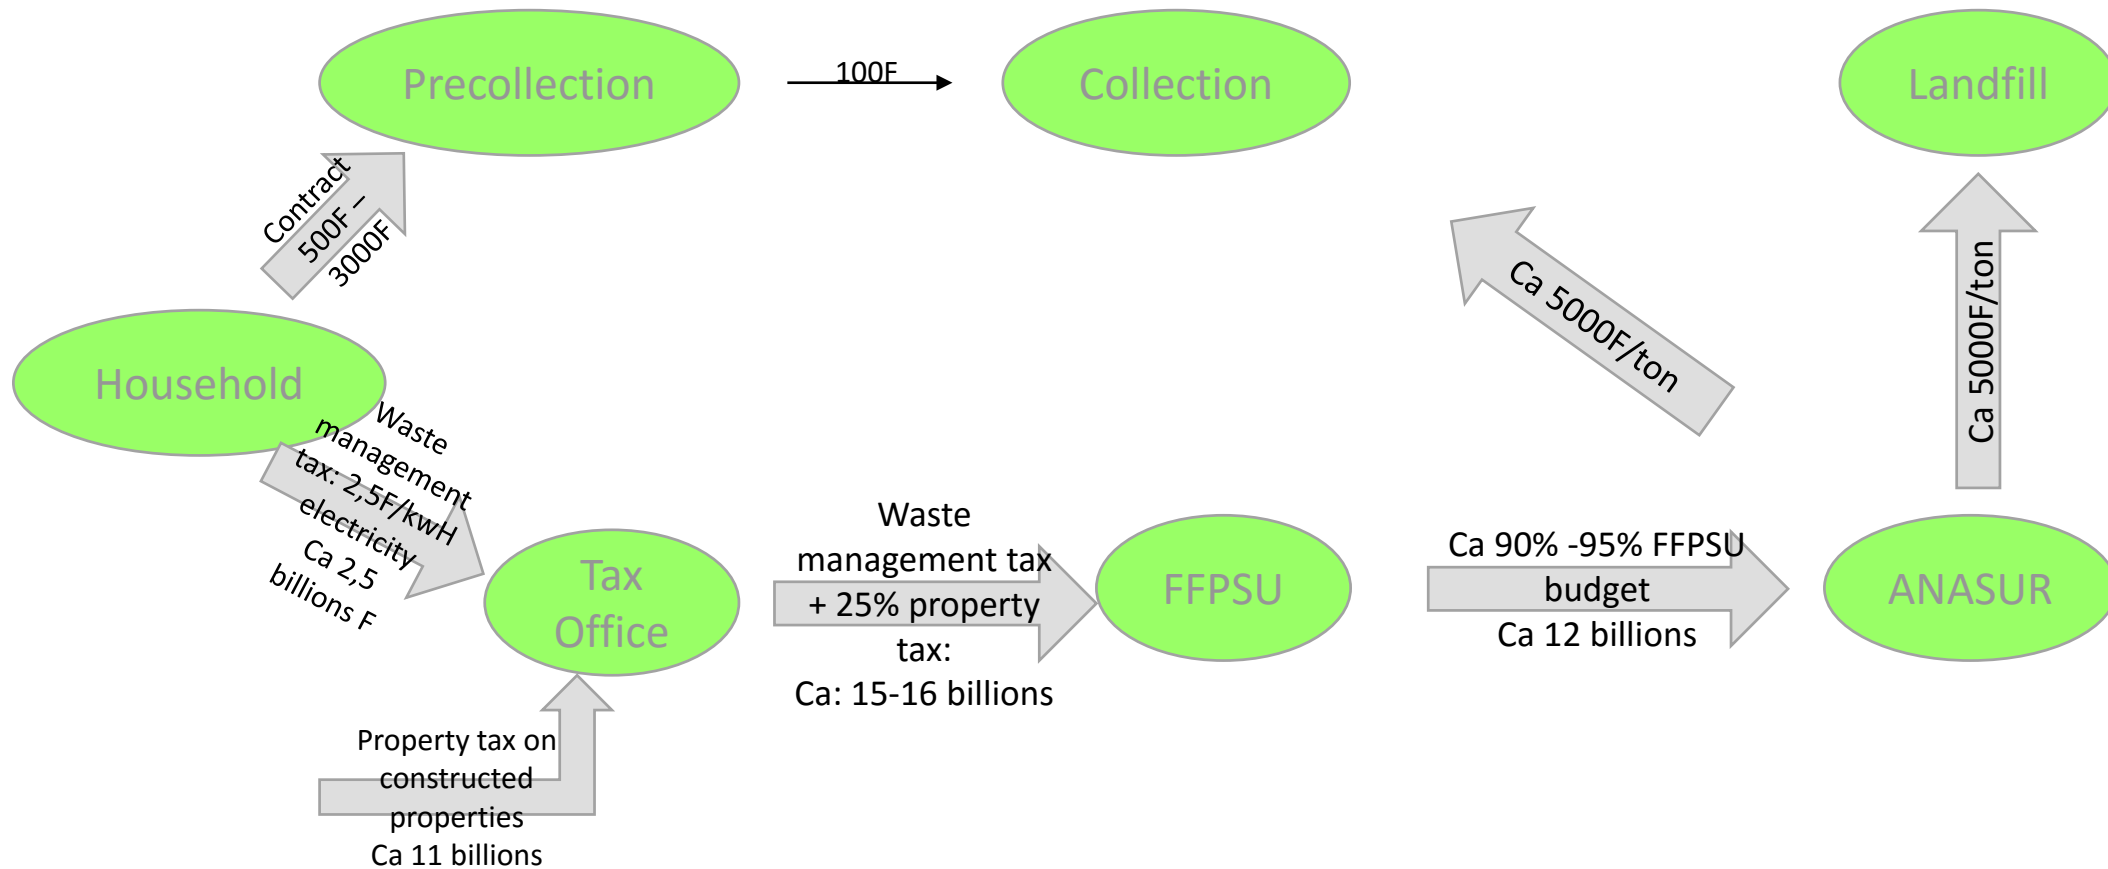 Precollection
100F
Collection
Landfill
Contract
500F –
3000F
Ca 5000F/ton
Ca 5000F/ton
Household
Waste
management
tax: 2,5F/kwH
electricity
Ca 2,5
billions F
Tax
Office
Waste
management tax
+ 25% property
tax:
Ca: 15-16 billions
FFPSU
Ca 90% -95% FFPSU
budget
Ca 12 billions
ANASUR
Property tax on
constructed
properties
Ca 11 billions